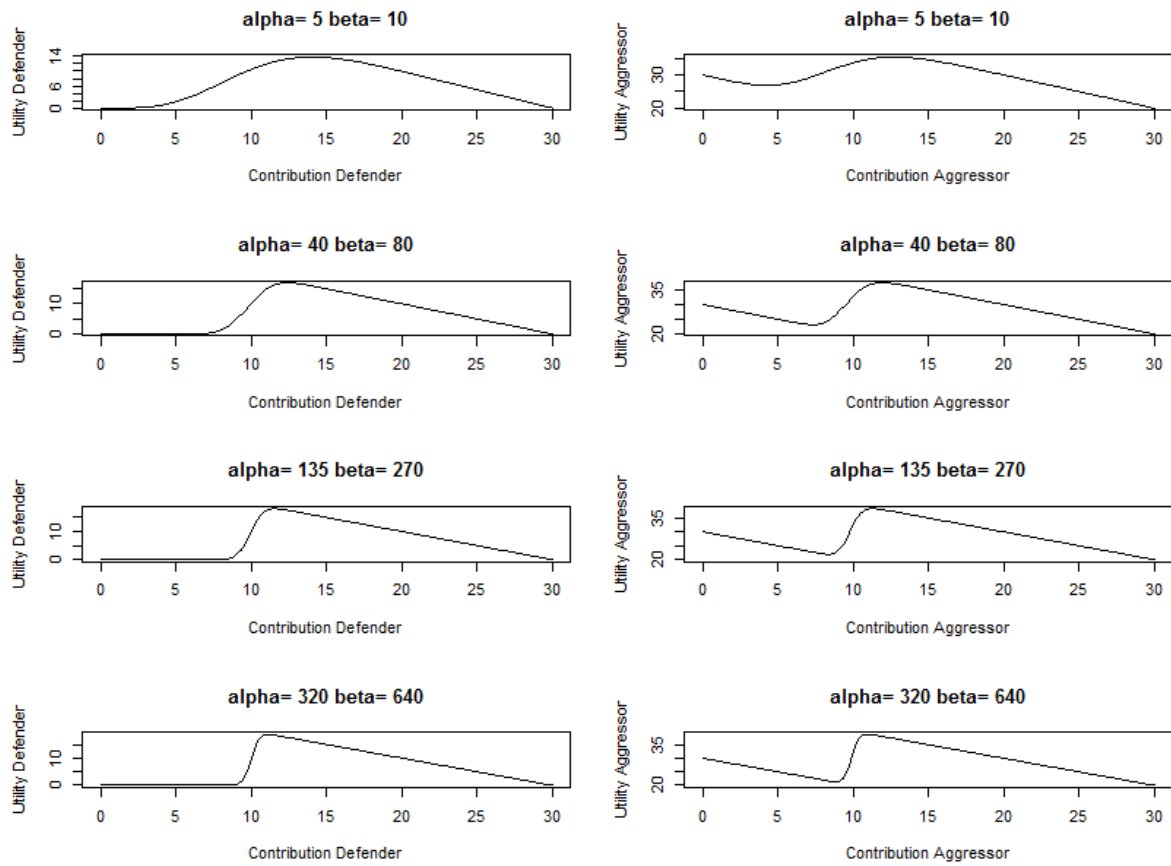 alpha= 5 beta= 10
Utility Defender
0 6 14
0 5 10 15 20 25 30
Contribution Defender
alpha= 5 beta= 10
Utility Aggressor
20 30
0 5 10 15 20 25 30
Contribution Aggressor
alpha= 40 beta= 80
Utility Defender
0 10
0 5 10 15 20 25 30
Contribution Defender
alpha= 40 beta= 80
Utility Aggressor
20 35
0 5 10 15 20 25 30
Contribution Aggressor
alpha= 135 beta= 270
Utility Defender
0 10
0 5 10 15 20 25 30
Contribution Defender
alpha= 135 beta= 270
Utility Aggressor
20 35
0 5 10 15 20 25 30
Contribution Aggressor
alpha= 320 beta= 640
Utility Defender
0 10
0 5 10 15 20 25 30
Contribution Defender
alpha= 320 beta= 640
Utility Aggressor
20 35
0 5 10 15 20 25 30
Contribution Aggressor